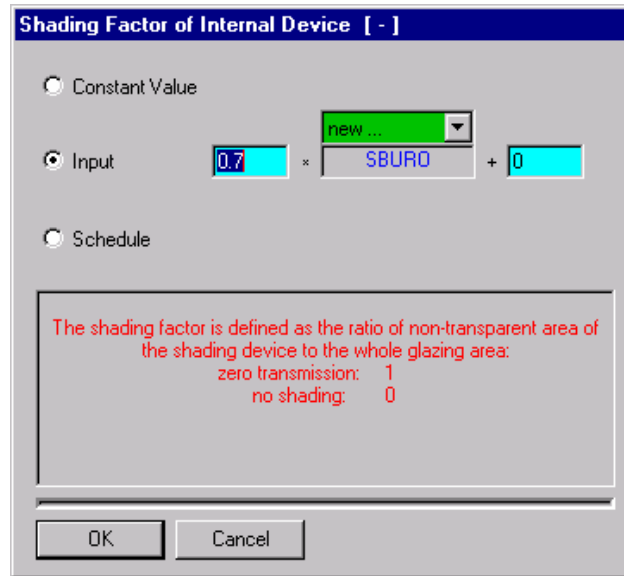 Shading Factor of Internal Device [ - ]
Constant Value
new ...
Input 0.7 × SBURO + 0
Schedule
The shading factor is defined as the ratio of non-transparent area of
the shading device to the whole glazing area:
zero transmission: 1
no shading: 0
OK Cancel